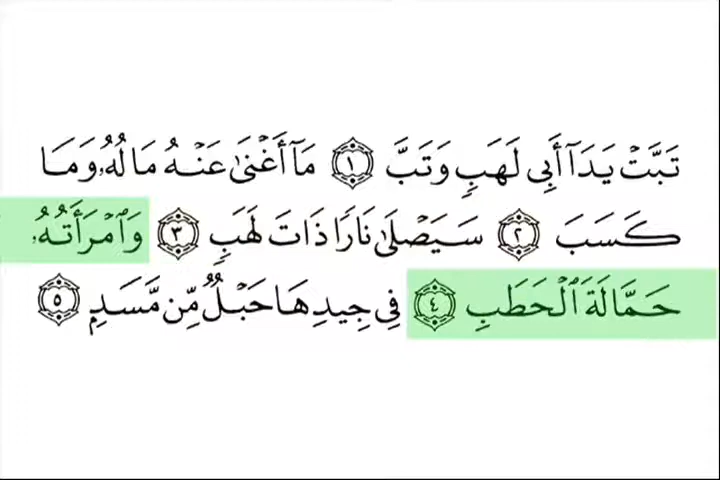 تَبَّتْ يَدَآ أَبِى لَهَبٍ وَتَبَّ ١ مَآ أَغْنَىٰ عَنْهُ مَالُهُۥ وَمَا
كَسَبَ ٢ سَيَصْلَىٰ نَارًا ذَاتَ لَهَبٍ ٣ وَٱمْرَأَتُهُۥ
حَمَّالَةَ ٱلْحَطَبِ ٤ فِى جِيدِهَا حَبْلٌ مِّن مَّسَدٍ ٥